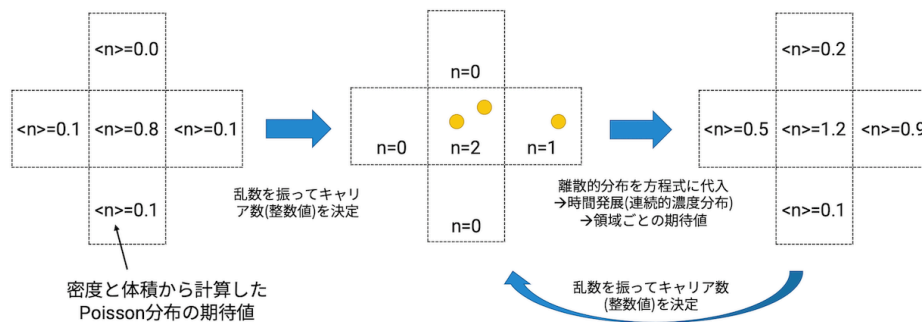 <n>=0.0
<n>=0.1
<n>=0.8
<n>=0.1
<n>=0.1
密度と体積から計算した
Poisson分布の期待値
乱数を振ってキャリ
ア数(整数値)を決定
n=0
n=0
n=2
n=1
n=0
離散的分布を方程式に代入
→時間発展(連続的濃度分布)
→領域ごとの期待値
<n>=0.2
<n>=0.5
<n>=1.2
<n>=0.9
<n>=0.1
乱数を振ってキャリア数
(整数値)を決定